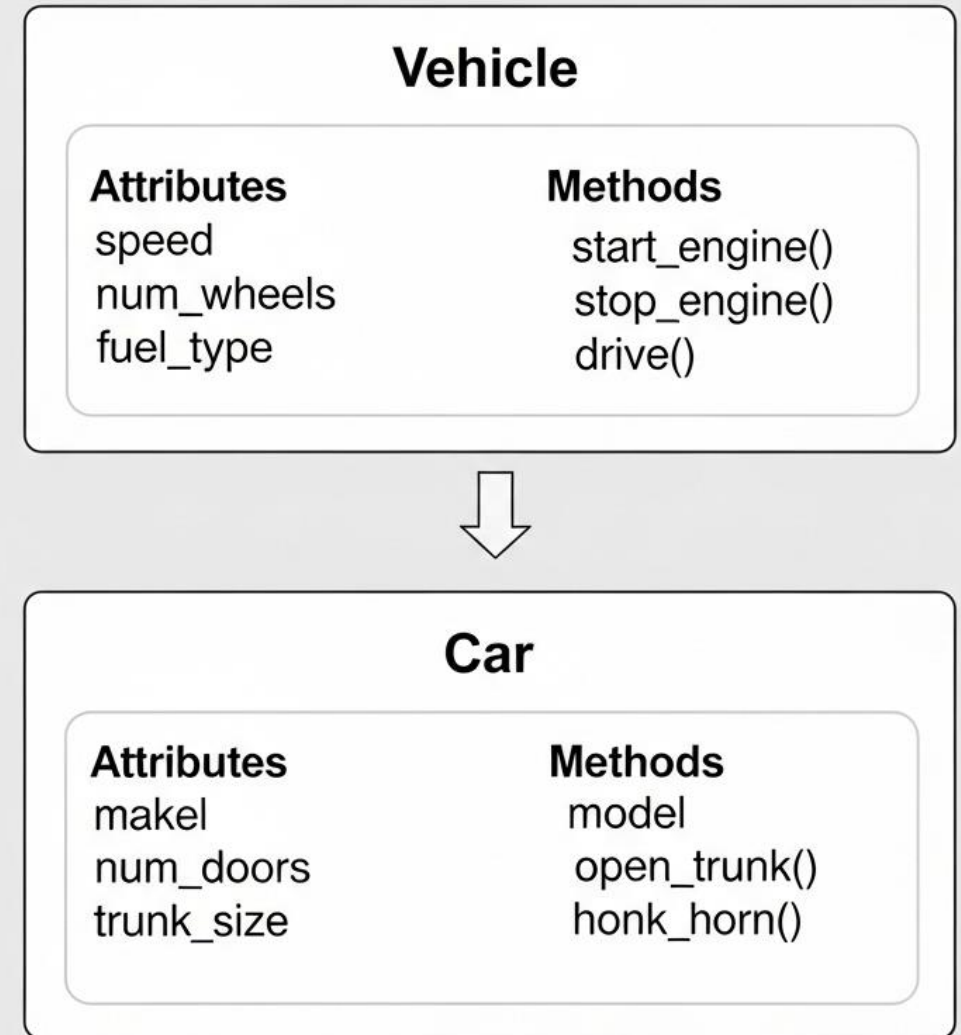 Vehicle
Attributes
speed
num_wheels
fuel_type
Methods
start_engine()
stop_engine()
drive()
Car
Attributes
makel
num_doors
trunk_size
Methods
model
open_trunk()
honk_horn()